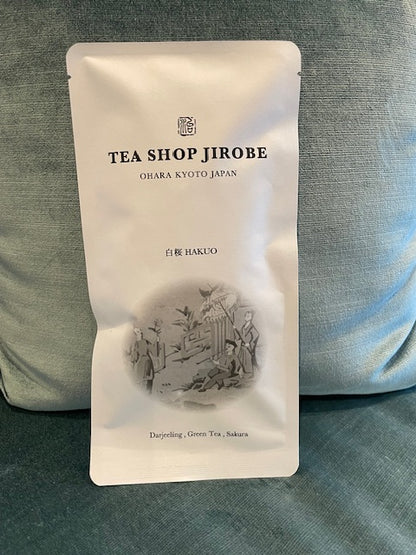 TEA SHOP JIROBE
OHARA KYOTO JAPAN
白桜 HAKUO
Darjeeling , Green Tea , Sakura